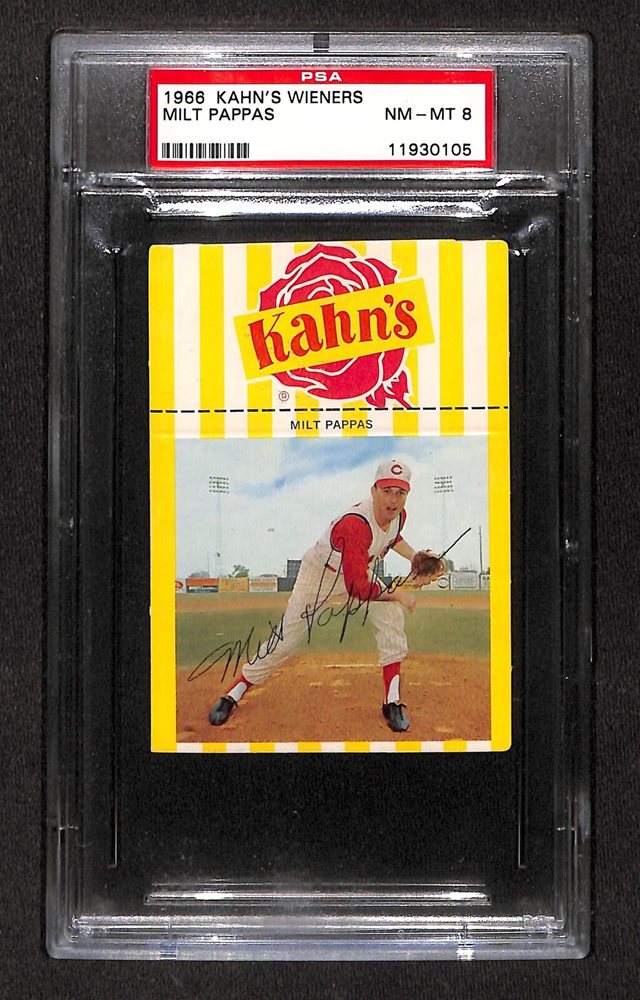 PSA
1966 KAHN'S WIENERS
MILT PAPPAS NM-MT 8
11930105
Kahn's
®
MILT PAPPAS
C
Milt Pappas